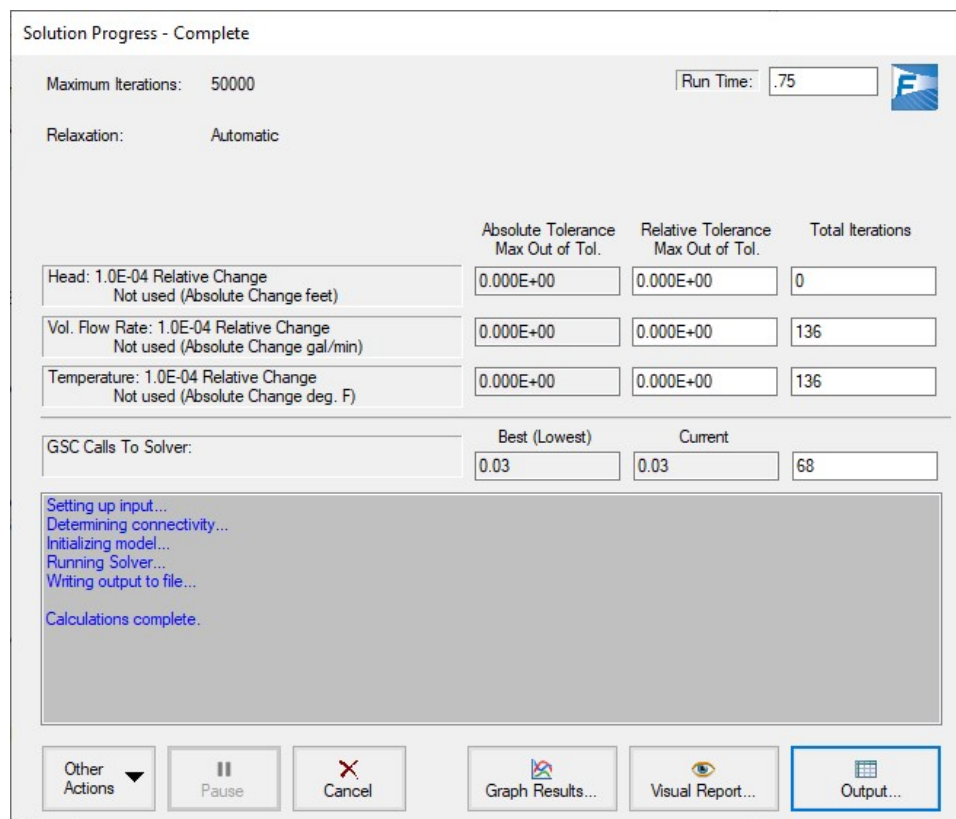 Solution Progress - Complete
Maximum Iterations: 50000
Run Time: .75
F
Relaxation: Automatic
Absolute Tolerance Relative Tolerance Total Iterations
Max Out of Tol. Max Out of Tol.
Head: 1.0E-04 Relative Change
Not used (Absolute Change feet)
0.000E+00 0.000E+00 0
Vol. Flow Rate: 1.0E-04 Relative Change
Not used (Absolute Change gal/min)
0.000E+00 0.000E+00 136
Temperature: 1.0E-04 Relative Change
Not used (Absolute Change deg. F)
0.000E+00 0.000E+00 136
Best (Lowest) Current
GSC Calls To Solver:
0.03 0.03 68
Setting up input...
Determining connectivity...
Initializing model...
Running Solver...
Writing output to file...
Calculations complete.
Other
Actions
Pause
Cancel
Graph Results...
Visual Report...
Output...